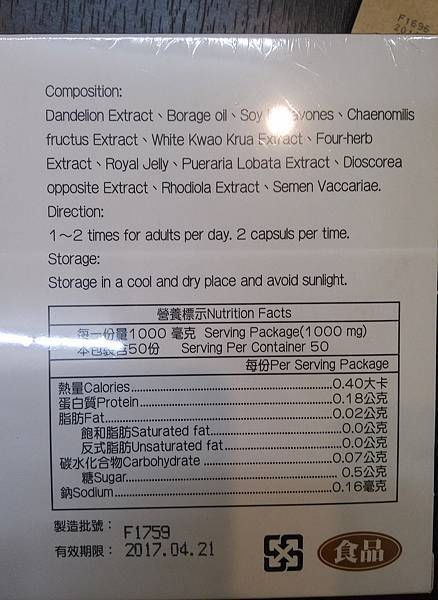 F1696
Composition:
Dandelion Extract、Borage oil、Soy Isoflavones、Chaenomilis
fructus Extract、White Kwao Krua Extract、Four-herb
Extract、Royal Jelly、Pueraria Lobata Extract、Dioscorea
opposite Extract、Rhodiola Extract、Semen Vaccariae.
Direction:
1～2 times for adults per day. 2 capsuls per time.
Storage:
Storage in a cool and dry place and avoid sunlight.
營養標示Nutrition Facts
每一份量1000 毫克 Serving Package(1000 mg)
本包裝含50份 Serving Per Container 50
每份Per Serving Package
熱量Calories......0.40大卡
蛋白質Protein......0.18公克
脂肪Fat......0.02公克
飽和脂肪Saturated fat......0.0公克
反式脂肪Unsaturated fat......0.0公克
碳水化合物Carbohydrate......0.07公克
糖Sugar......0.5公克
鈉Sodium......0.16毫克
製造批號： F1759
有效期限： 2017.04.21
食品